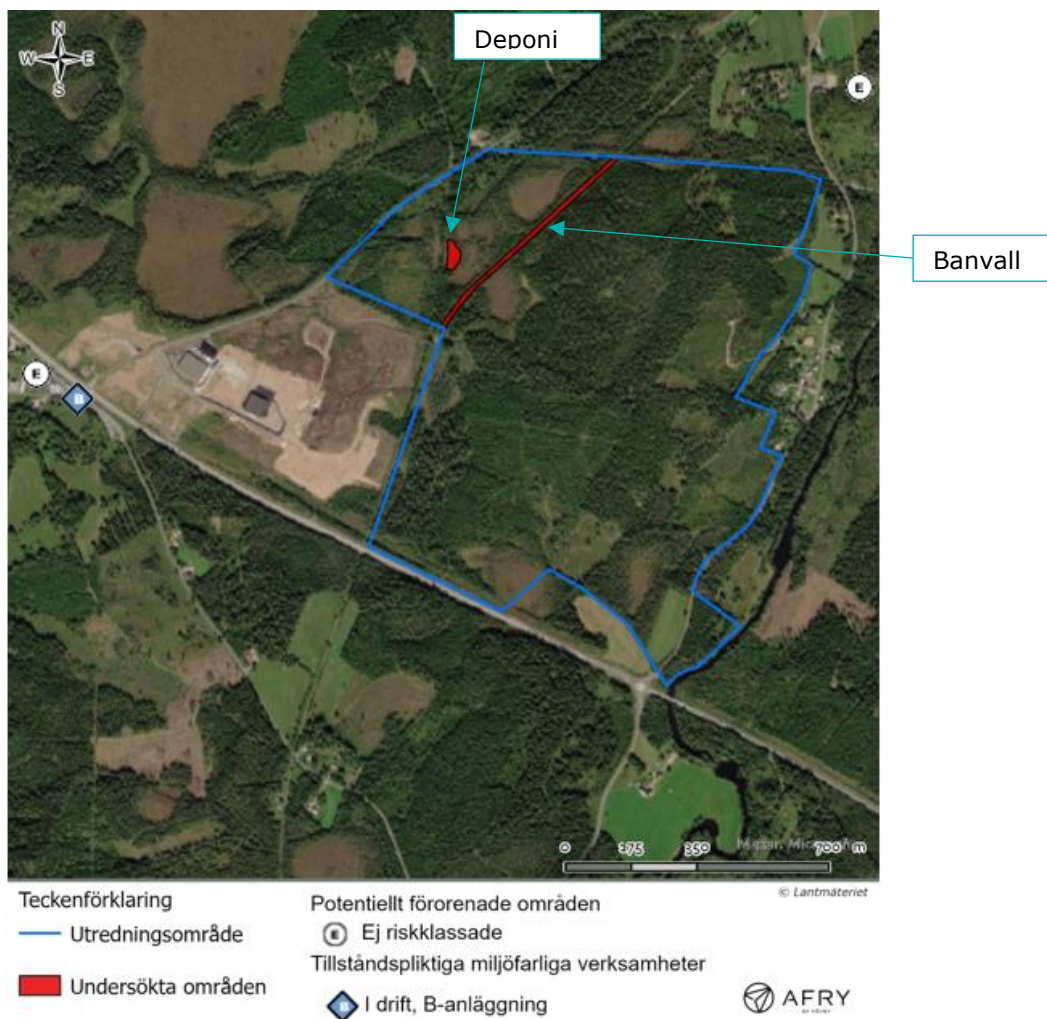 Deponi
N
W E
S
E
Banvall
E
B
0 175 350 700 m
© Lantmäteriet
Teckenförklaring
Utredningsområde
Undersökta områden
Potentiellt förorenade områden
E Ej riskklassade
Tillståndspliktiga miljöfarliga verksamheter
B I drift, B-anläggning
AFRY